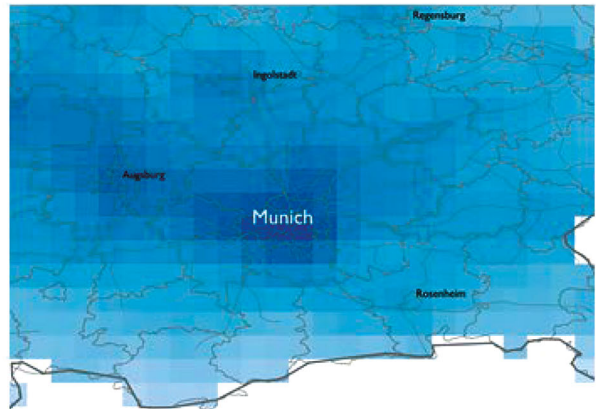 Regensburg
Ingolstadt
Augsburg
Munich
Rosenheim